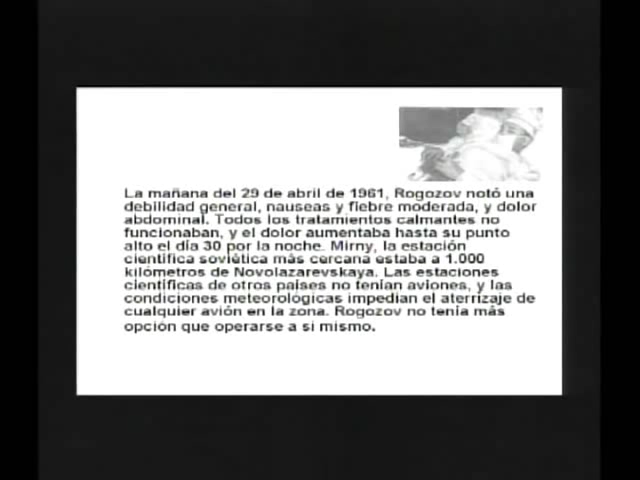 La mañana del 29 de abril de 1961, Rogozov notó una
debilidad general, nauseas y fiebre moderada, y dolor
abdominal. Todos los tratamientos calmantes no
funcionaban, y el dolor aumentaba hasta su punto
alto el día 30 por la noche. Mirny, la estación
científica soviética más cercana estaba a 1.000
kilómetros de Novolazarevskaya. Las estaciones
científicas de otros países no tenían aviones, y las
condiciones meteorológicas impedían el aterrizaje de
cualquier avión en la zona. Rogozov no tenía más
opción que operarse a sí mismo.